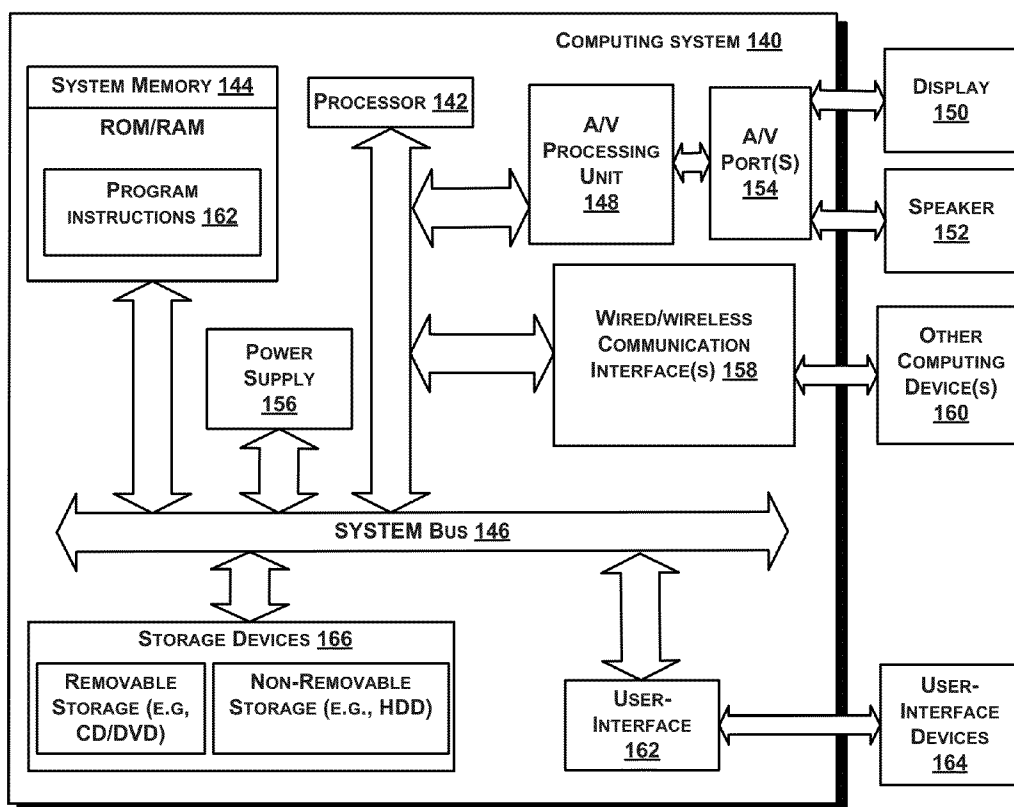 COMPUTING SYSTEM 140
SYSTEM MEMORY 144
ROM/RAM
PROGRAM
INSTRUCTIONS 162
PROCESSOR 142
A/V
PROCESSING
UNIT
148
A/V
PORT(S)
154
DISPLAY
150
SPEAKER
152
POWER
SUPPLY
156
WIRED/WIRELESS
COMMUNICATION
INTERFACE(S) 158
OTHER
COMPUTING
DEVICE(S)
160
SYSTEM BUS 146
STORAGE DEVICES 166
REMOVABLE
STORAGE (E.G,
CD/DVD)
NON-REMOVABLE
STORAGE (E.G., HDD)
USER-
INTERFACE
162
USER-
INTERFACE
DEVICES
164